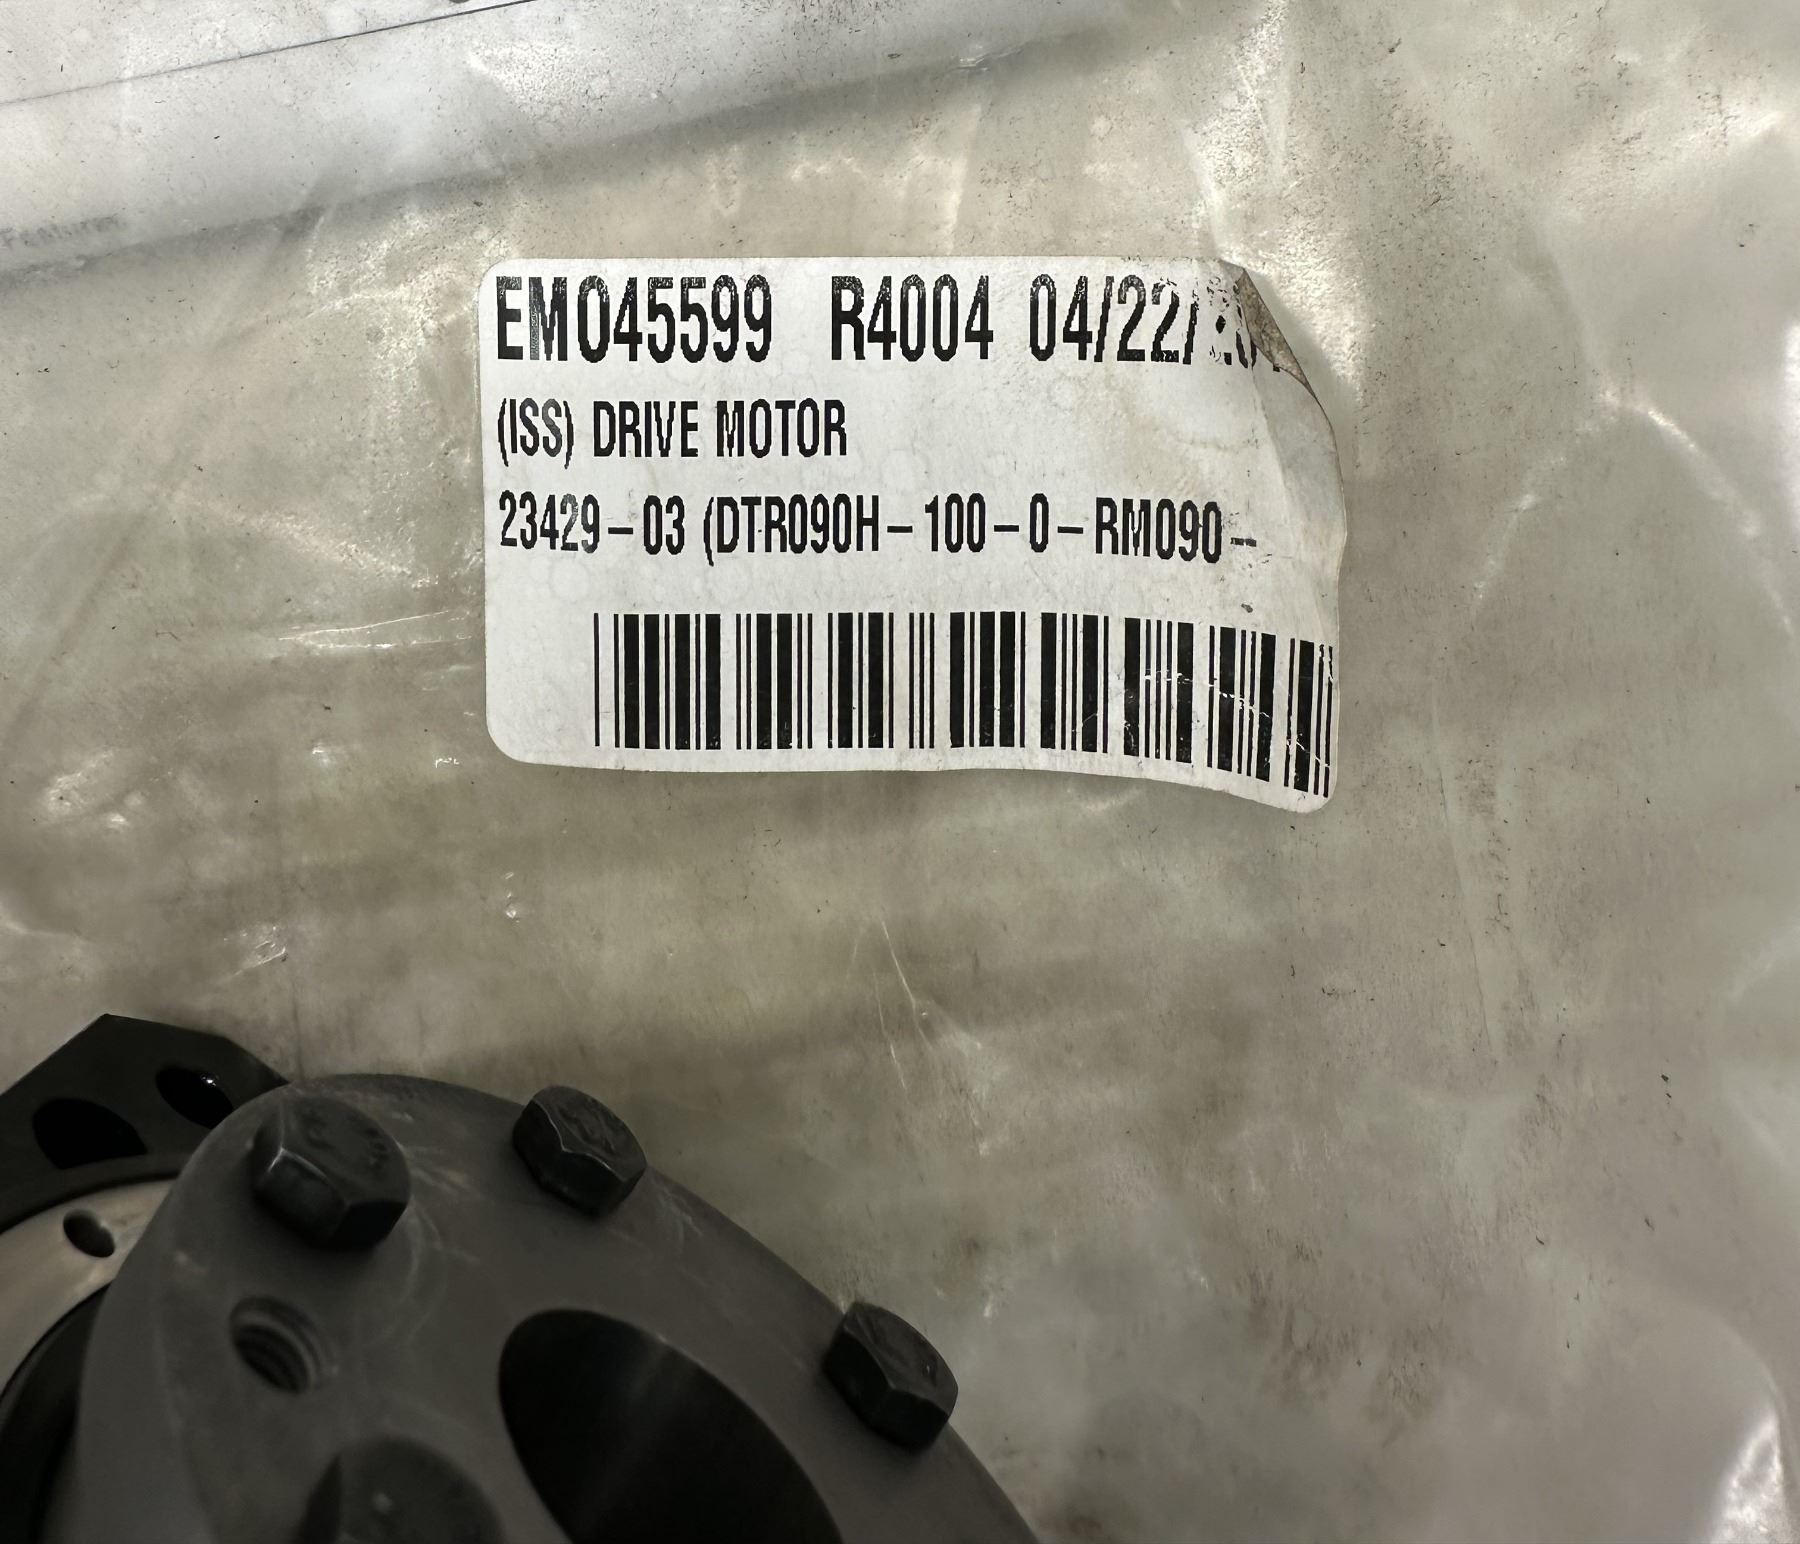 EM045599 R4004 04/22/
(ISS) DRIVE MOTOR
23429-03 (DTR090H-100-0-RM090-